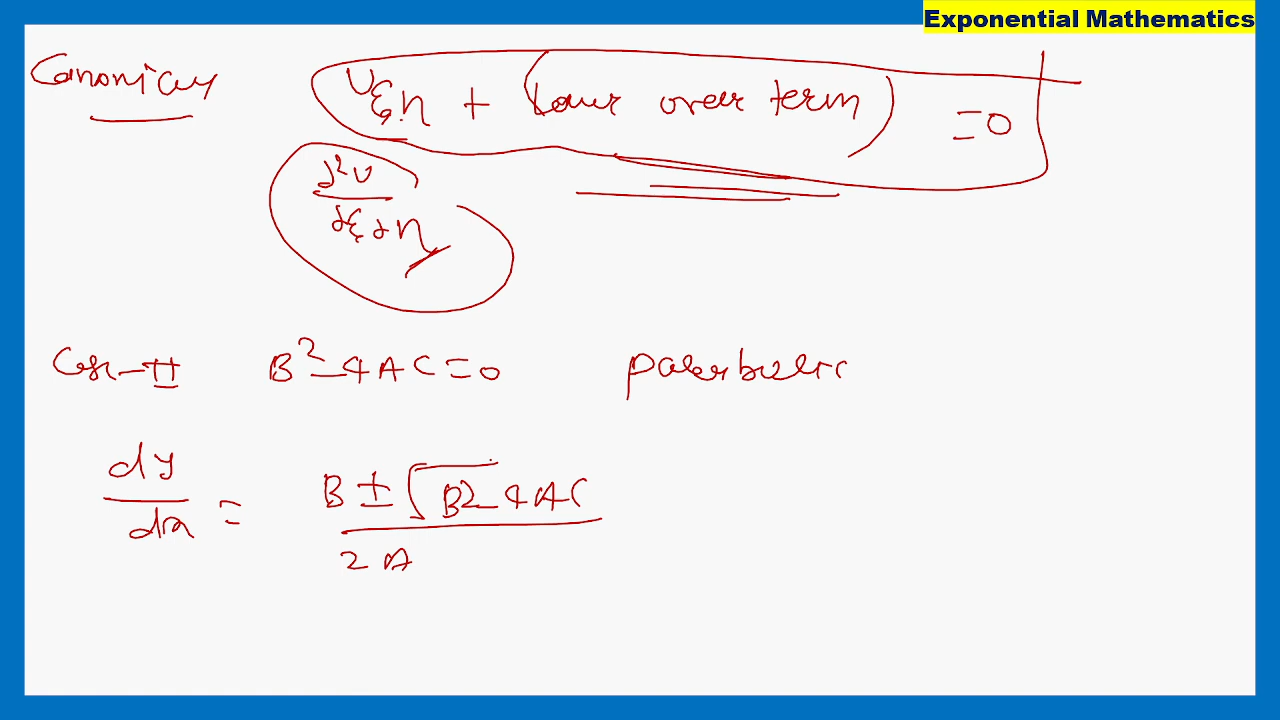 Exponential Mathematics
Canonical U_ξη + (lower order term) = 0
∂²U
∂ξ ∂η
Case-II B² - 4AC = 0 parabolic
dy/dx = (B ± √(B² - 4AC))/2A